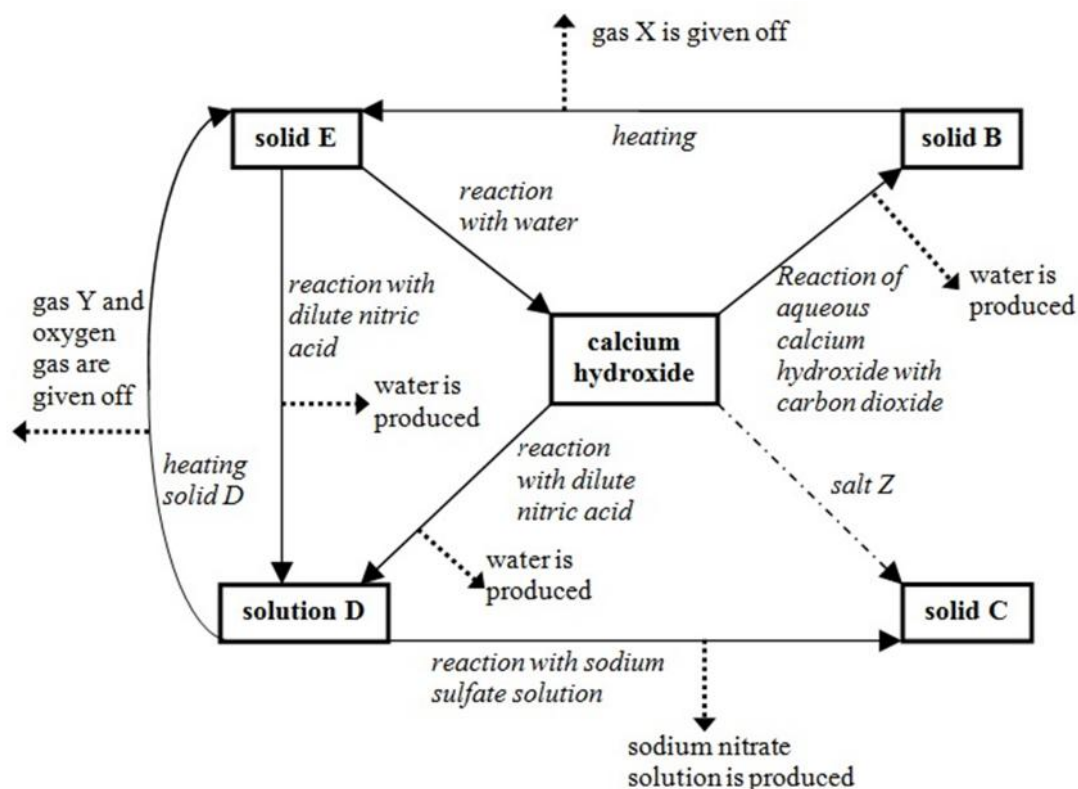 gas X is given off
solid E
heating
solid B
reaction
with water
gas Y and
oxygen
gas are
given off
reaction with
dilute nitric
acid
water is
produced
calcium
hydroxide
Reaction of
aqueous
calcium
hydroxide with
carbon dioxide
water is
produced
heating
solid D
reaction
with dilute
nitric acid
salt Z
water is
produced
solution D
solid C
reaction with sodium
sulfate solution
sodium nitrate
solution is produced